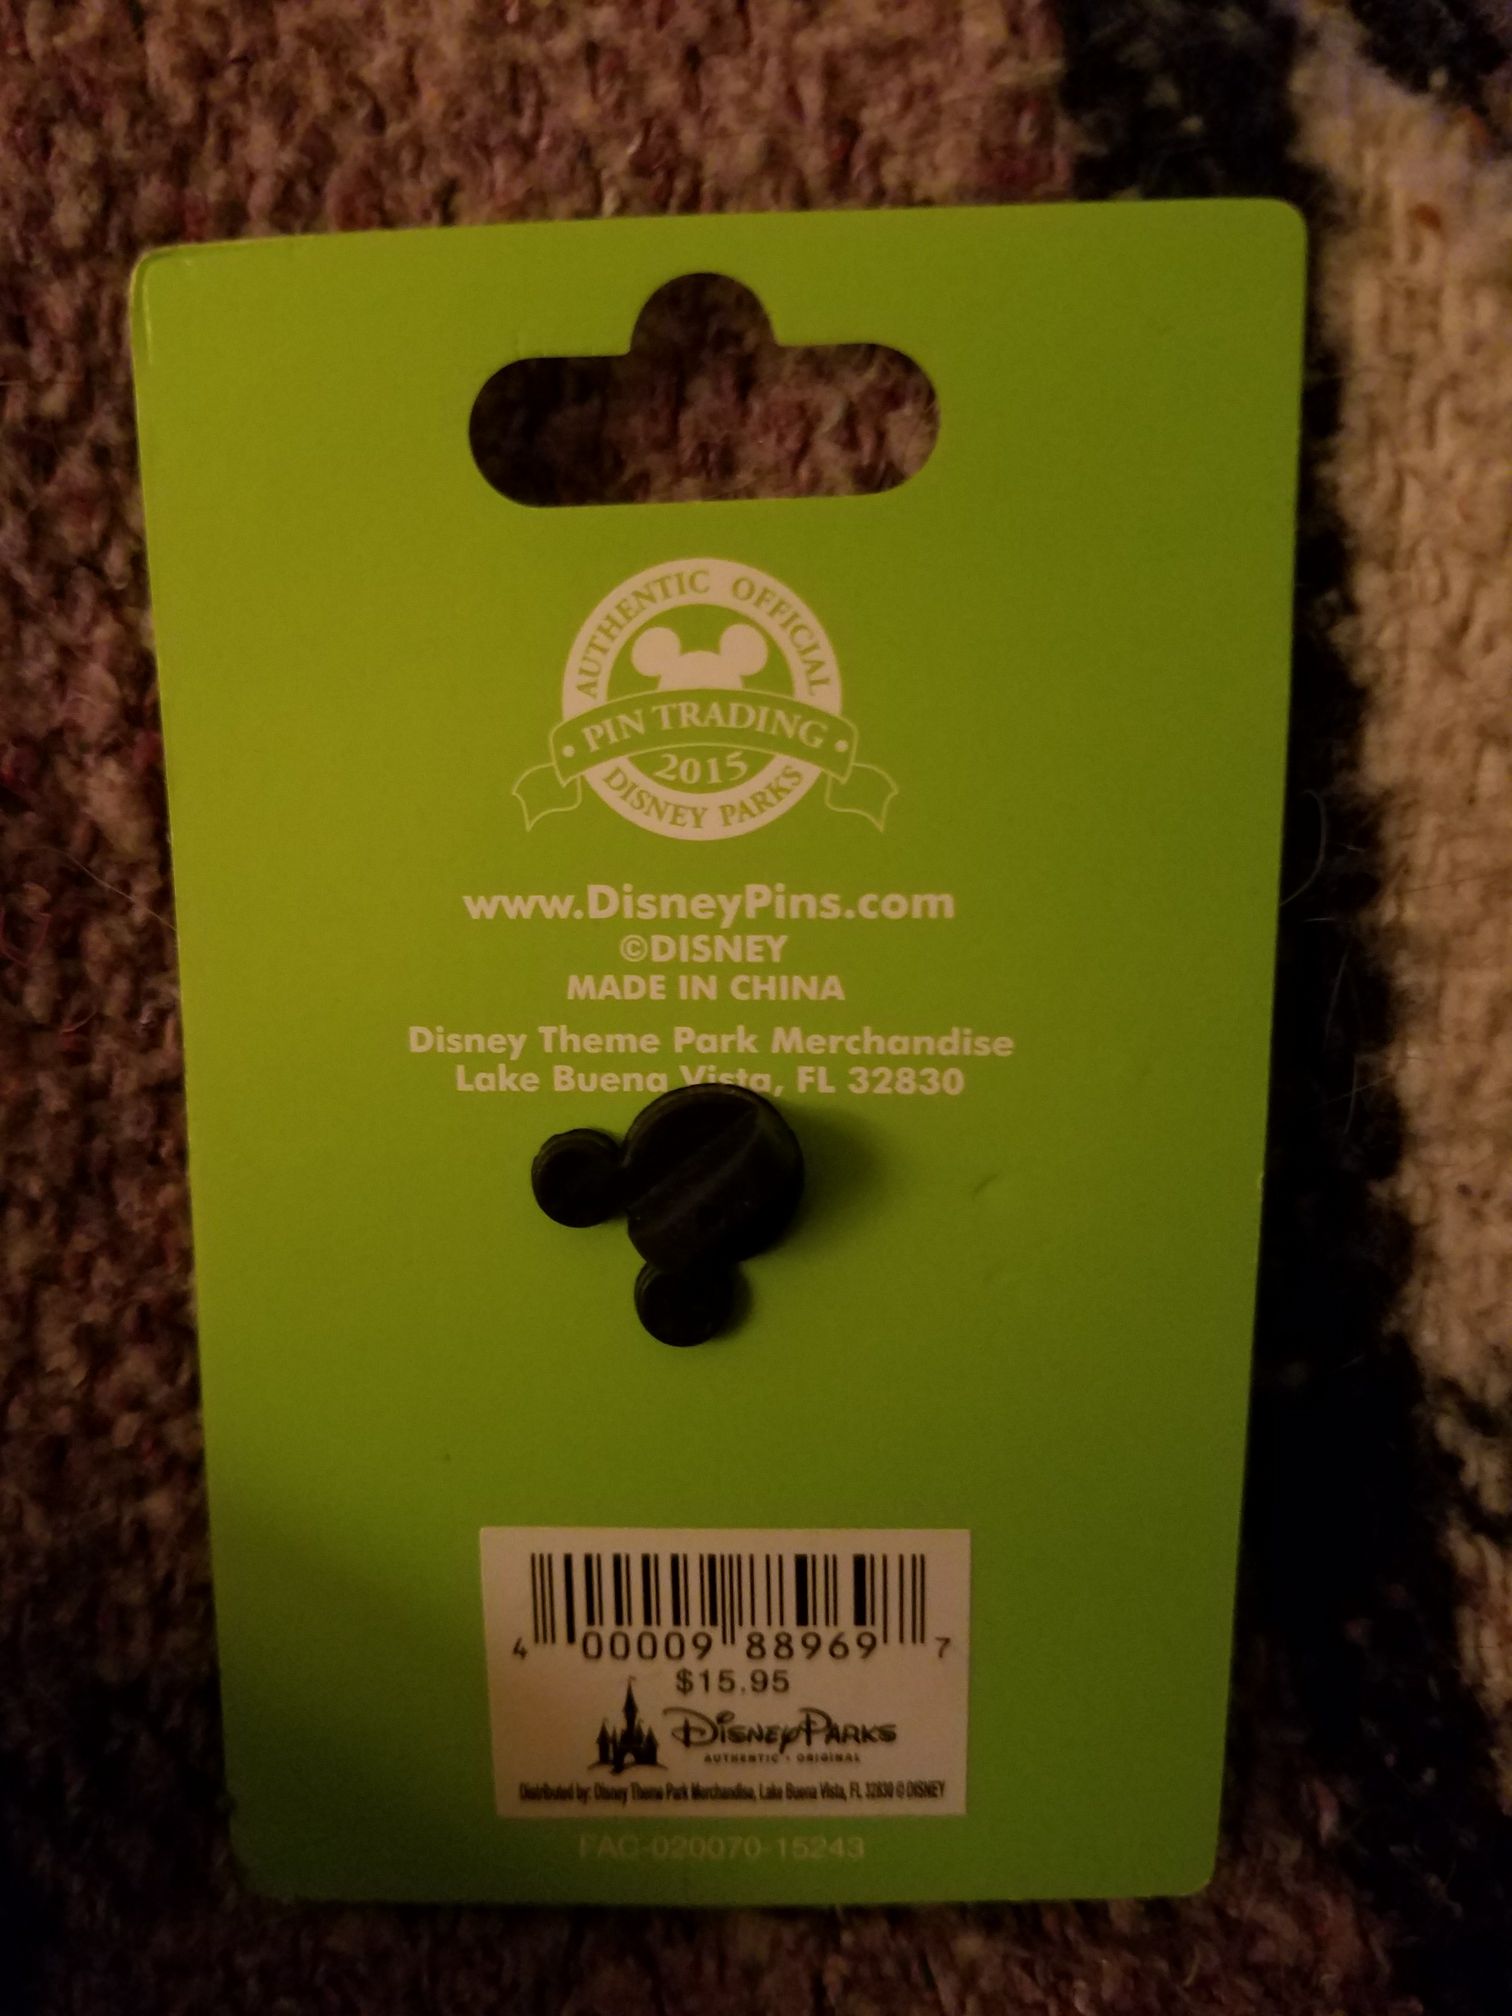 AUTHENTIC OFFICIAL
• PIN TRADING •
2015
DISNEY PARKS
www.DisneyPins.com
©DISNEY
MADE IN CHINA
Disney Theme Park Merchandise
Lake Buena Vista, FL 32830
4 00009 88969 7
$15.95
Disney Parks
AUTHENTIC • ORIGINAL
Distributed by: Disney Theme Park Merchandise, Lake Buena Vista, FL 32830 © DISNEY
FAC-020070-15243